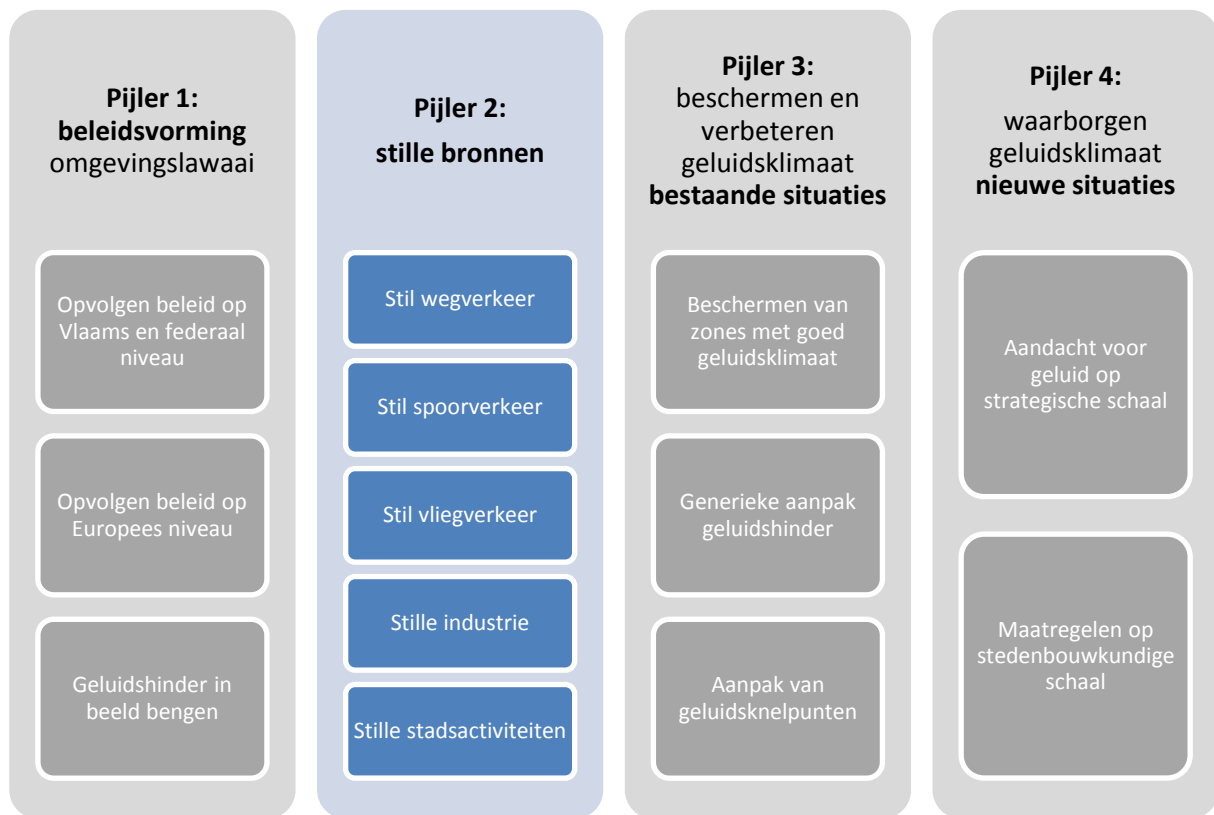 Pijler 1:
beleidsvorming
omgevingslawaai
Opvolgen beleid op
Vlaams en federaal
niveau
Opvolgen beleid op
Europees niveau
Geluidshinder in
beeld bengen
Pijler 2:
stille bronnen
Stil wegverkeer
Stil spoorverkeer
Stil vliegverkeer
Stille industrie
Stille stadsactiviteiten
Pijler 3:
beschermen en
verbeteren
geluidsklimaat
bestaande situaties
Beschermen van
zones met goed
geluidsklimaat
Generieke aanpak
geluidshinder
Aanpak van
geluidsknelpunten
Pijler 4:
waarborgen
geluidsklimaat
nieuwe situaties
Aandacht voor
geluid op
strategische schaal
Maatregelen op
stedenbouwkundige
schaal